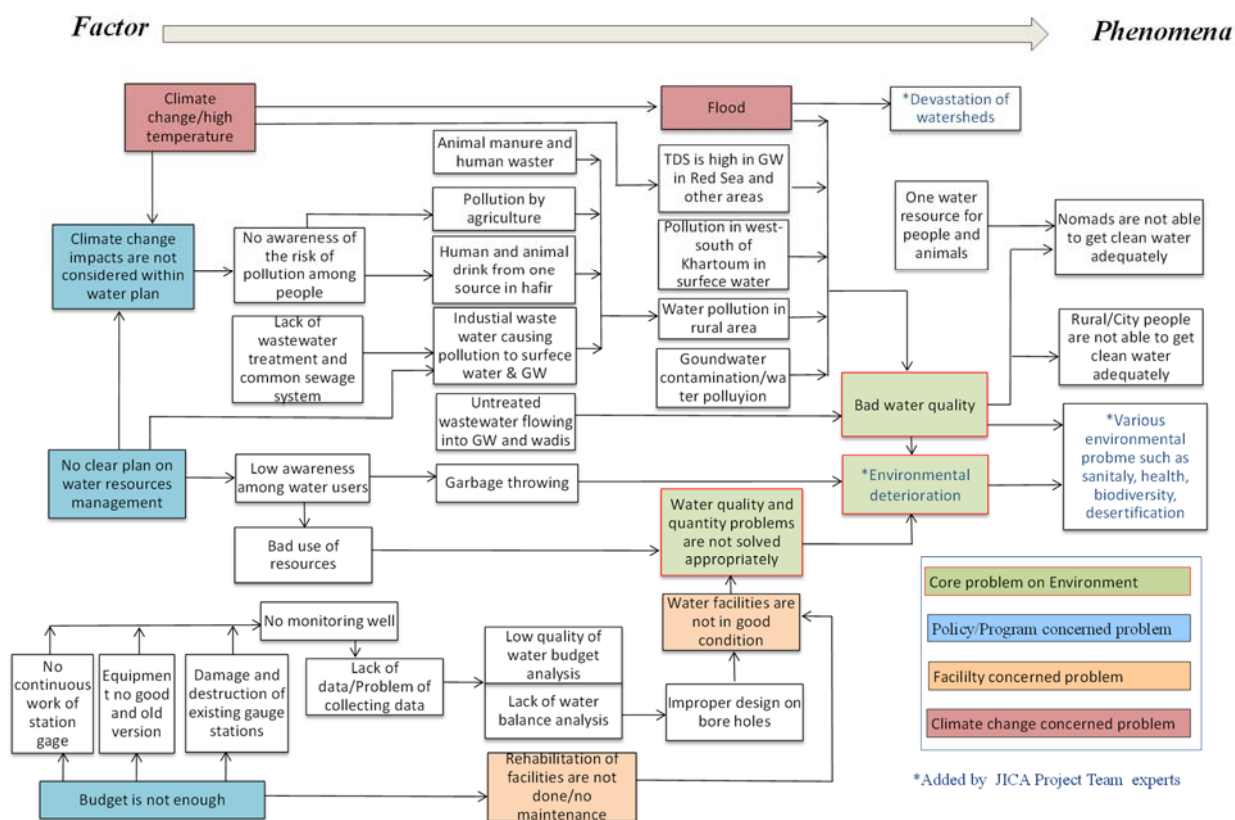 Factor
Phenomena
Climate
change/high
temperature
Flood
*Devastation of
watersheds
Animal manure and
human waster
TDS is high in GW
in Red Sea and
other areas
One water
resource for
people and
animals
Nomads are not able
to get clean water
adequately
Climate change
impacts are not
considered within
water plan
No awareness of
the risk of
pollution among
people
Pollution by
agriculture
Pollution in west-
south of
Khartoum in
surfece water
Human and animal
drink from one
source in hafir
Lack of
wastewater
treatment and
common sewage
system
Industial waste
water causing
pollution to surfece
water & GW
Water pollution in
rural area
Rural/City people
are not able to get
clean water
adequately
Goundwater
contamination/wa
ter polluyion
Bad water quality
Untreated
wastewater flowing
into GW and wadis
No clear plan on
water resources
management
Low awareness
among water users
Garbage throwing
*Environmental
deterioration
*Various
environmental
probme such as
sanitaly, health,
biodiversity,
desertification
Bad use of
resources
Water quality and
quantity problems
are not solved
appropriately
Core problem on Environment
Policy/Program concerned problem
Facililty concerned problem
Climate change concerned problem
*Added by JICA Project Team experts
No monitoring well
Water facilities are
not in good
condition
No
continuous
work of
station
gage
Equipmen
t no good
and old
version
Damage and
destruction of
existing gauge
stations
Lack of
data/Problem of
collecting data
Low quality of
water budget
analysis
Lack of water
balance analysis
Improper design on
bore holes
Budget is not enough
Rehabilitation of
facilities are not
done/no
maintenance